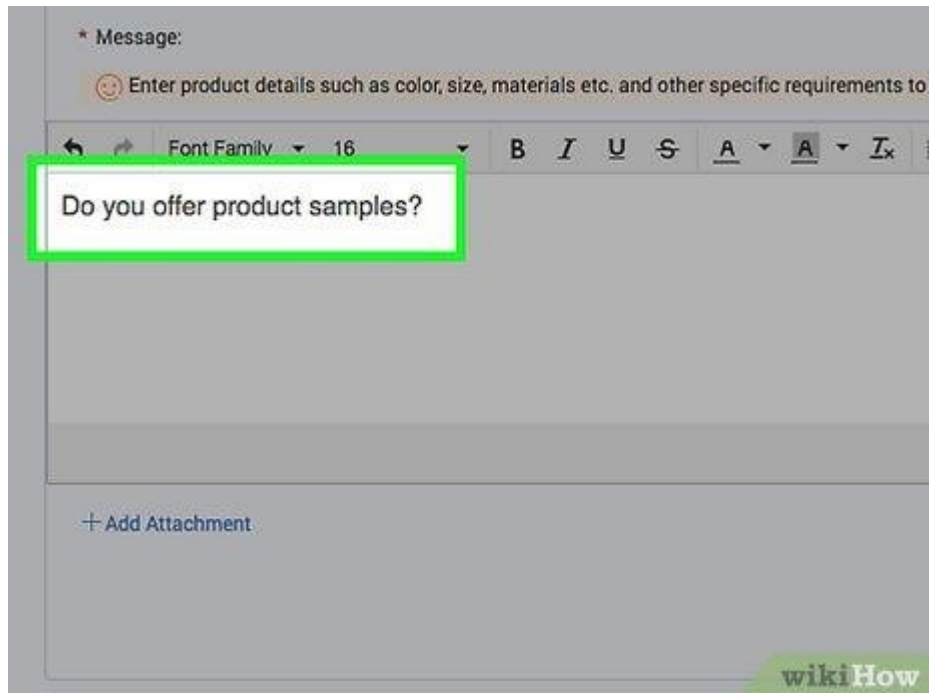 * Message:
Enter product details such as color, size, materials etc. and other specific requirements to
Font Family 16 B I U S A A Tx
Do you offer product samples?
+ Add Attachment
wikiHow